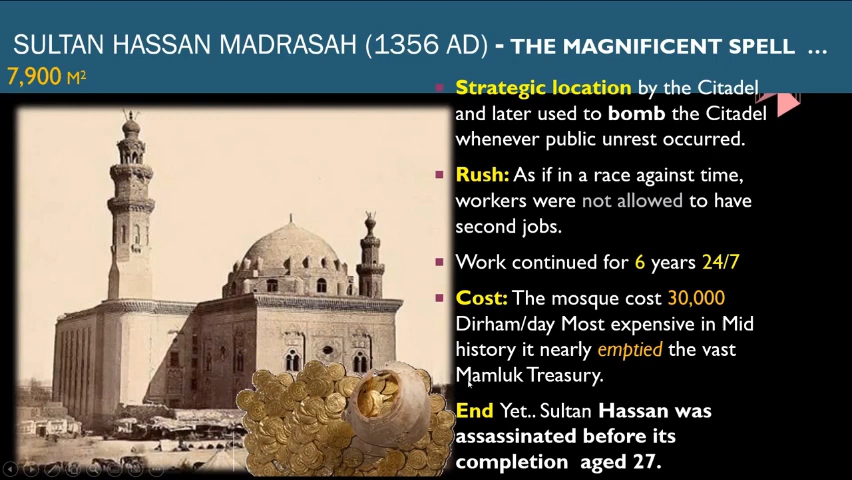 SULTAN HASSAN MADRASAH (1356 AD) - THE MAGNIFICENT SPELL ...
7,900 M²
Strategic location by the Citadel
and later used to bomb the Citadel
whenever public unrest occurred.
Rush: As if in a race against time,
workers were not allowed to have
second jobs.
Work continued for 6 years 24/7
Cost: The mosque cost 30,000
Dirham/day Most expensive in Mid
history it nearly emptied the vast
Mamluk Treasury.
End Yet.. Sultan Hassan was
assassinated before its
completion aged 27.